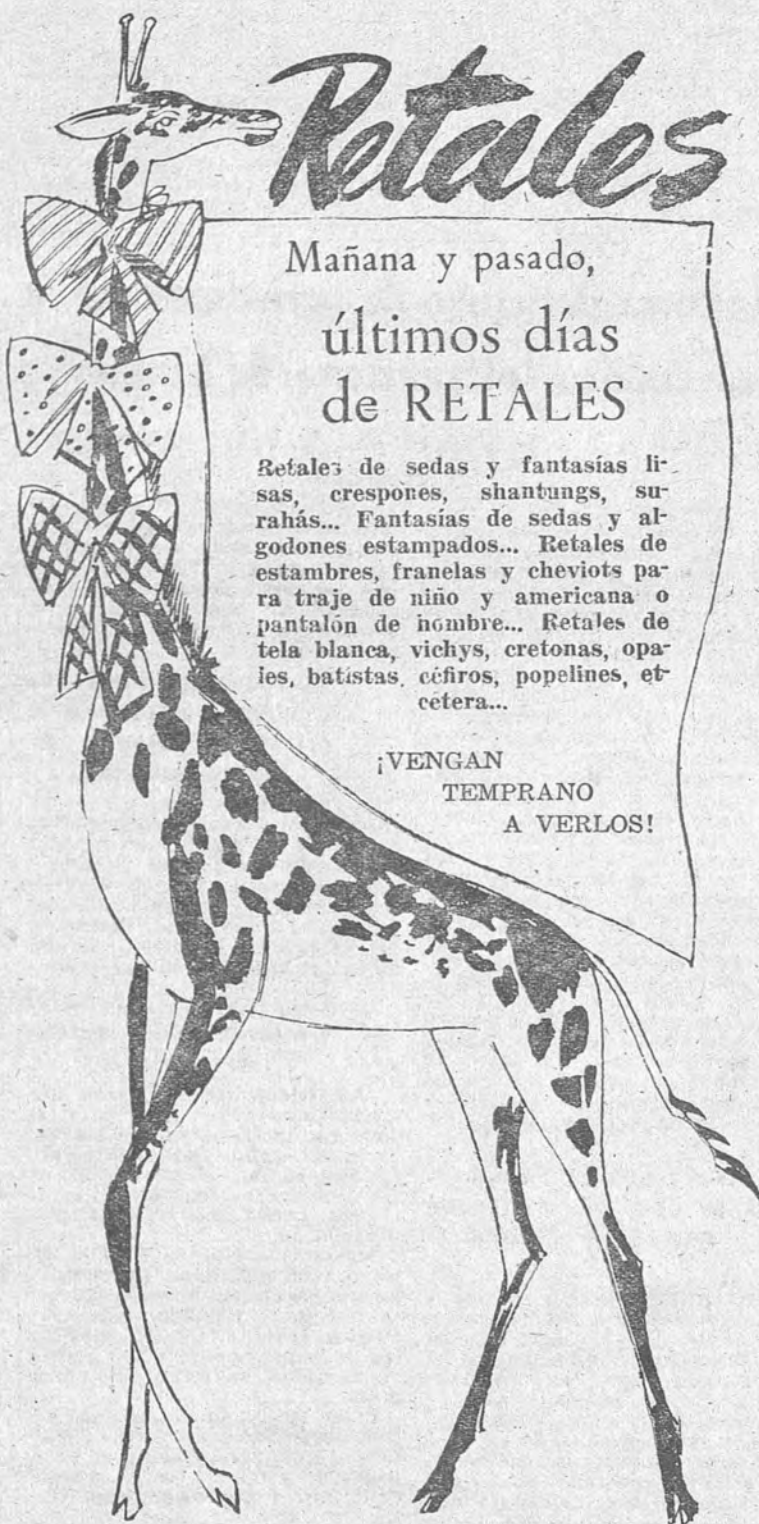 Retales
Mañana y pasado,
últimos días
de RETALES
Retales de sedas y fantasías li-
sas, crespones, shantungs, su-
rahás... Fantasías de sedas y al-
godones estampados... Retales de
estambres, franelas y cheviots pa-
ra traje de niño y americana o
pantalón de hombre... Retales de
tela blanca, vichys, cretonas, opa-
les, batistas, céfiros, popelines, et-
cétera...
¡VENGAN
TEMPRANO
A VERLOS!